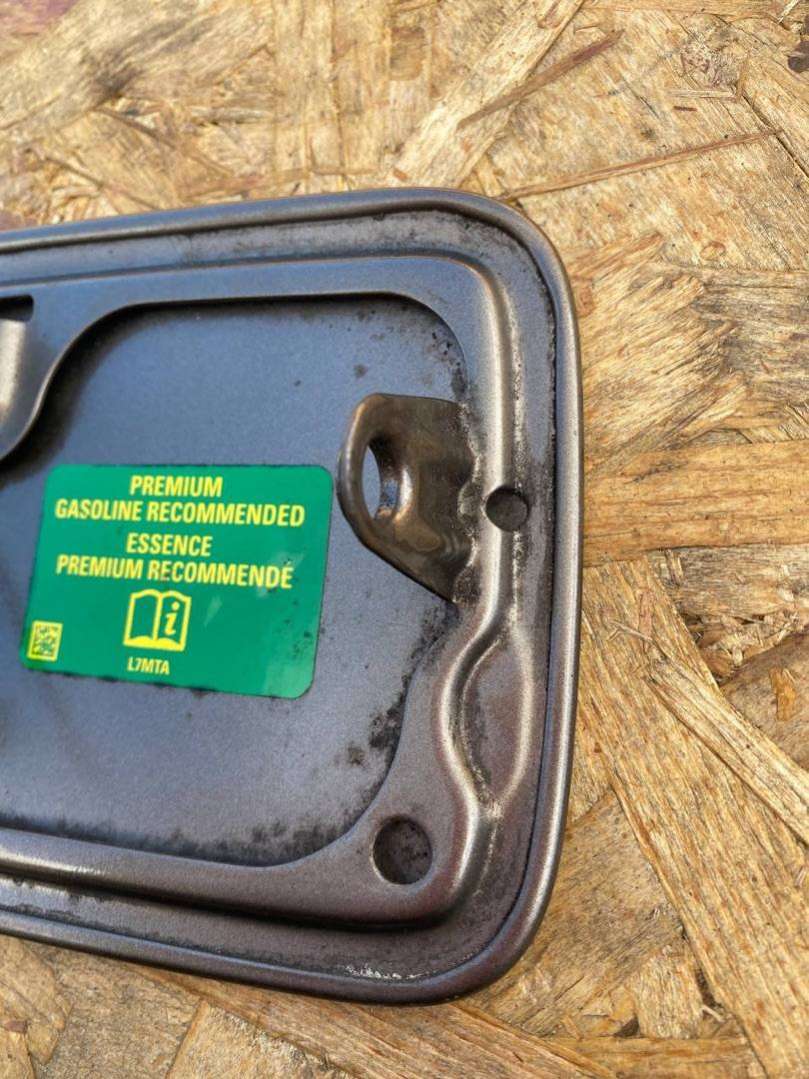 PREMIUM
GASOLINE RECOMMENDED
ESSENCE
PREMIUM RECOMMENDÉ
i
L7MTA